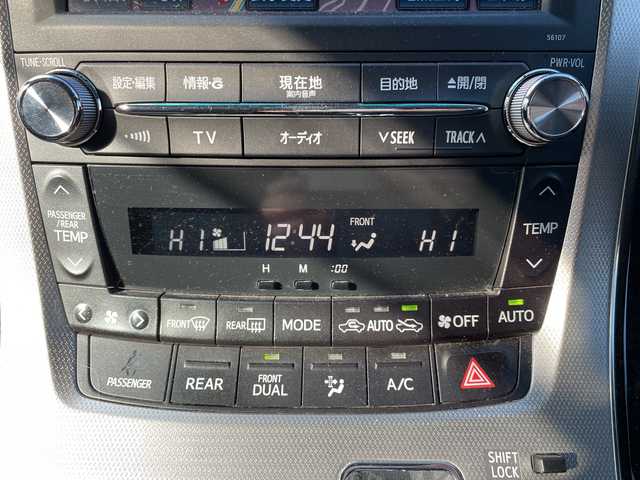 56107
TUNE·SCROLL
PWR·VOL
設定・編集 情報・G 現在地 目的地 開/閉
案内音声
TV オーディオ ∨SEEK TRACK∧
FRONT
PASSENGER/REAR
TEMP
TEMP
HI 12:44 HI
H M :00
FRONT REAR MODE AUTO OFF AUTO
PASSENGER REAR FRONT DUAL A/C
SHIFT
LOCK